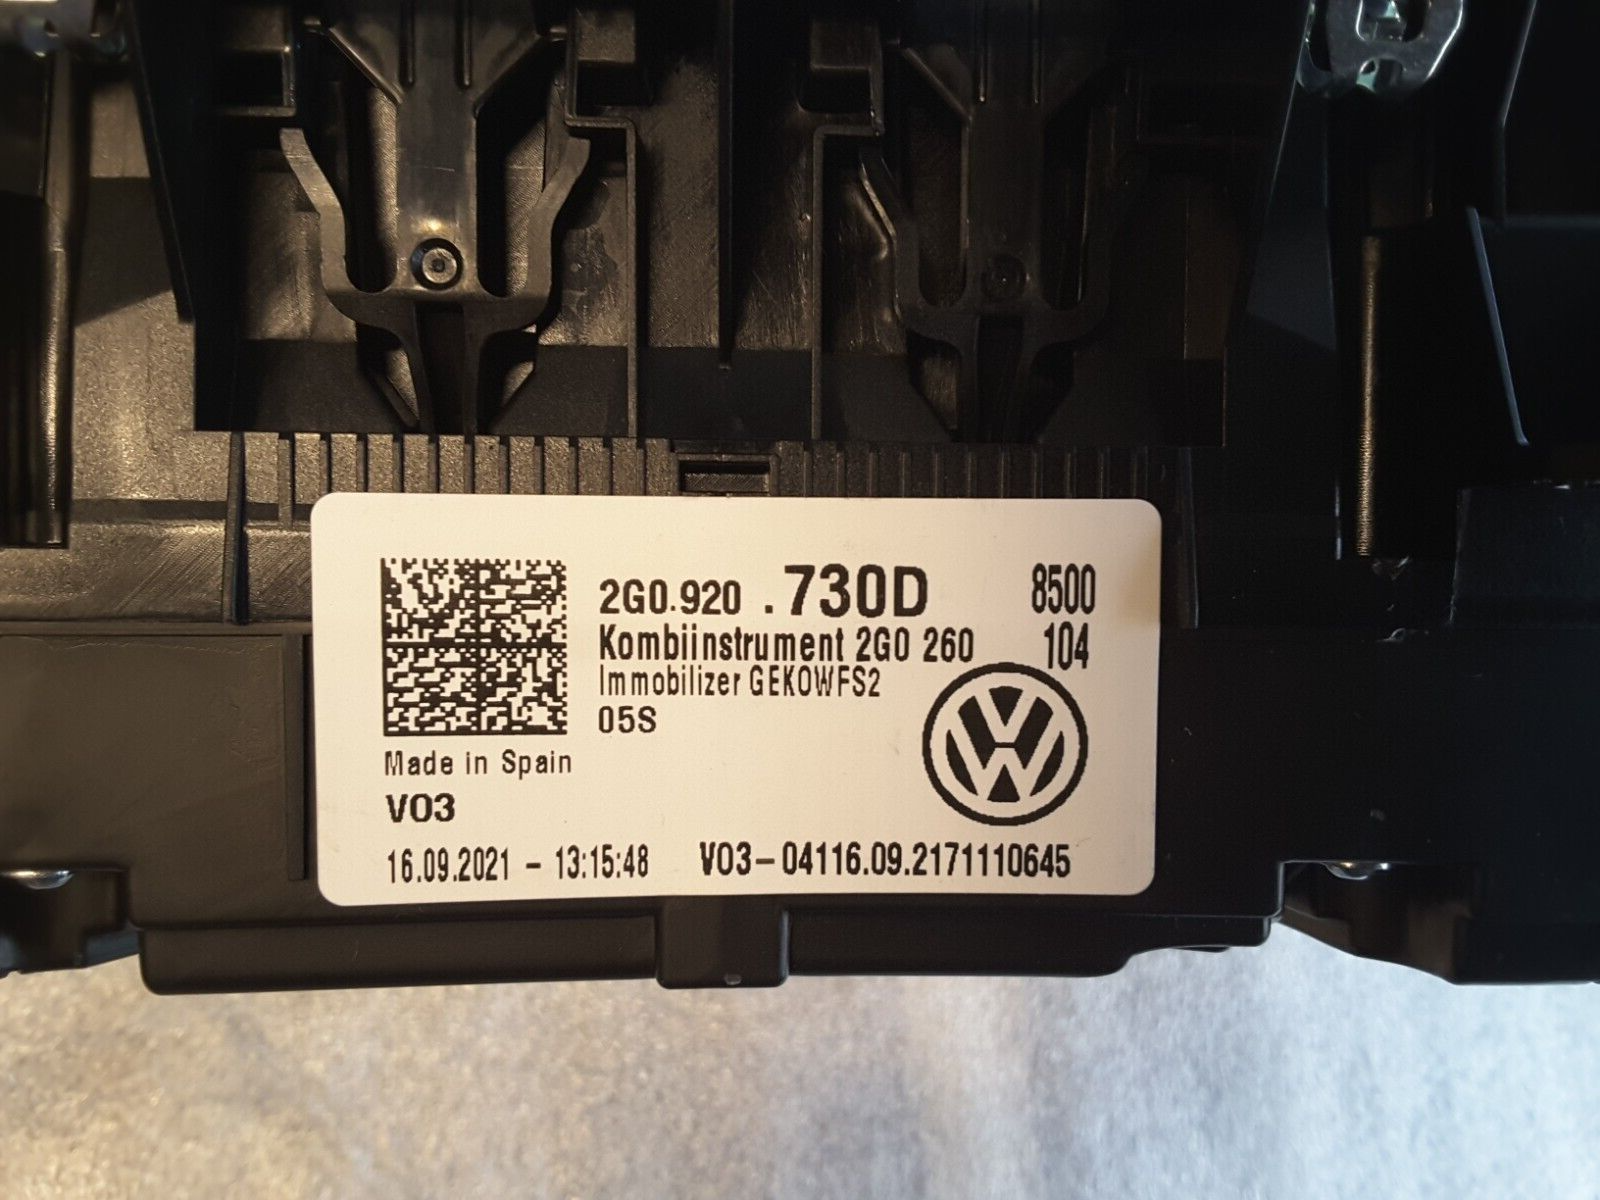 2G0.920 .730D 8500
Kombiinstrument 2G0 260 104
Immobilizer GEKOWFS2
05S
Made in Spain
V03
16.09.2021 - 13:15:48 V03-04116.09.2171110645